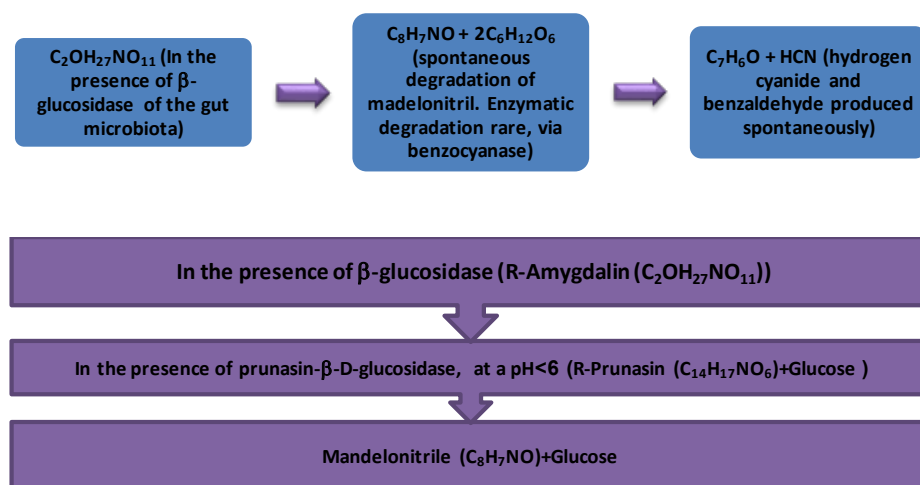 C₂OH₂₇NO₁₁ (In the
presence of β-
glucosidase of the gut
microbiota)
C₈H₇NO + 2C₆H₁₂O₆
(spontaneous
degradation of
madelonitril. Enzymatic
degradation rare, via
benzocyanase)
C₇H₆O + HCN (hydrogen
cyanide and
benzaldehyde produced
spontaneously)
In the presence of β-glucosidase (R-Amygdalin (C₂OH₂₇NO₁₁))
In the presence of prunasin-β-D-glucosidase, at a pH<6 (R-Prunasin (C₁₄H₁₇NO₆)+Glucose )
Mandelonitrile (C₈H₇NO)+Glucose